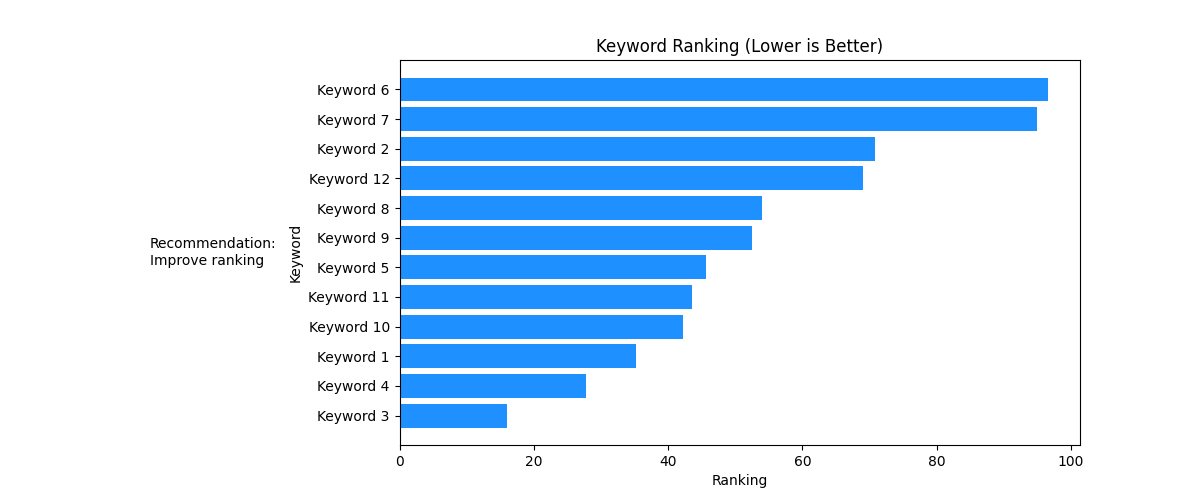 Keyword Ranking (Lower is Better)
Keyword 6
Keyword 7
Keyword 2
Keyword 12
Keyword 8
Keyword 9
Keyword 5
Keyword 11
Keyword 10
Keyword 1
Keyword 4
Keyword 3
Keyword
Recommendation:
Improve ranking
0 20 40 60 80 100
Ranking